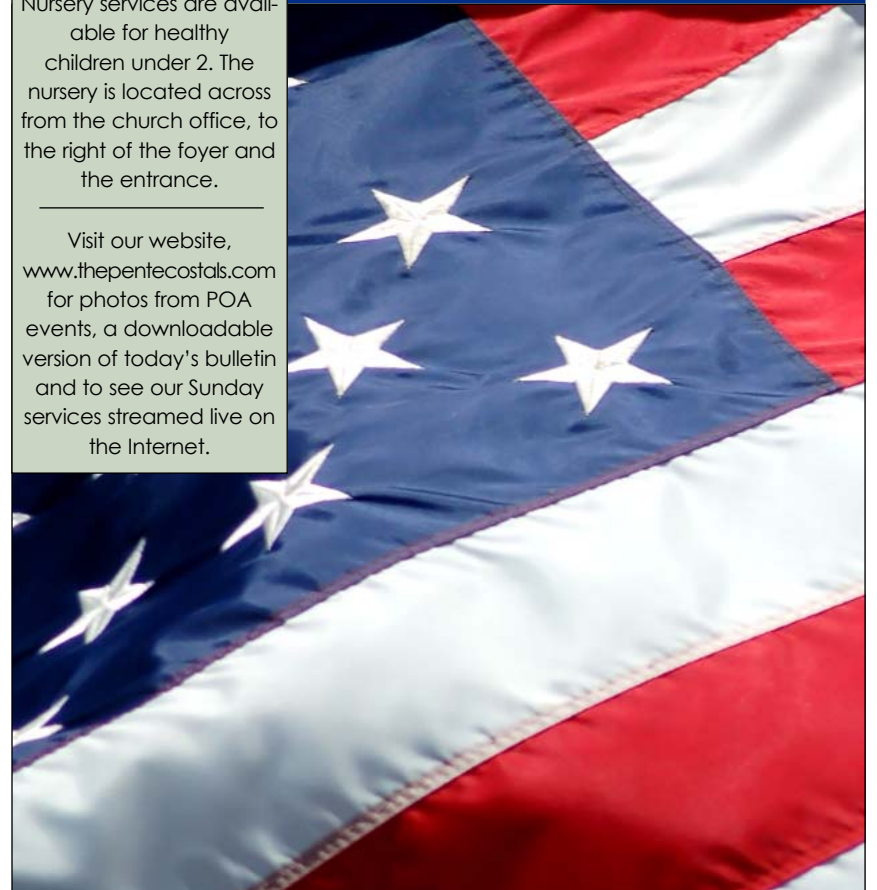 Nursery services are avail-
able for healthy
children under 2. The
nursery is located across
from the church office, to
the right of the foyer and
the entrance.
Visit our website,
www.thepentecostals.com
for photos from POA
events, a downloadable
version of today's bulletin
and to see our Sunday
services streamed live on
the Internet.